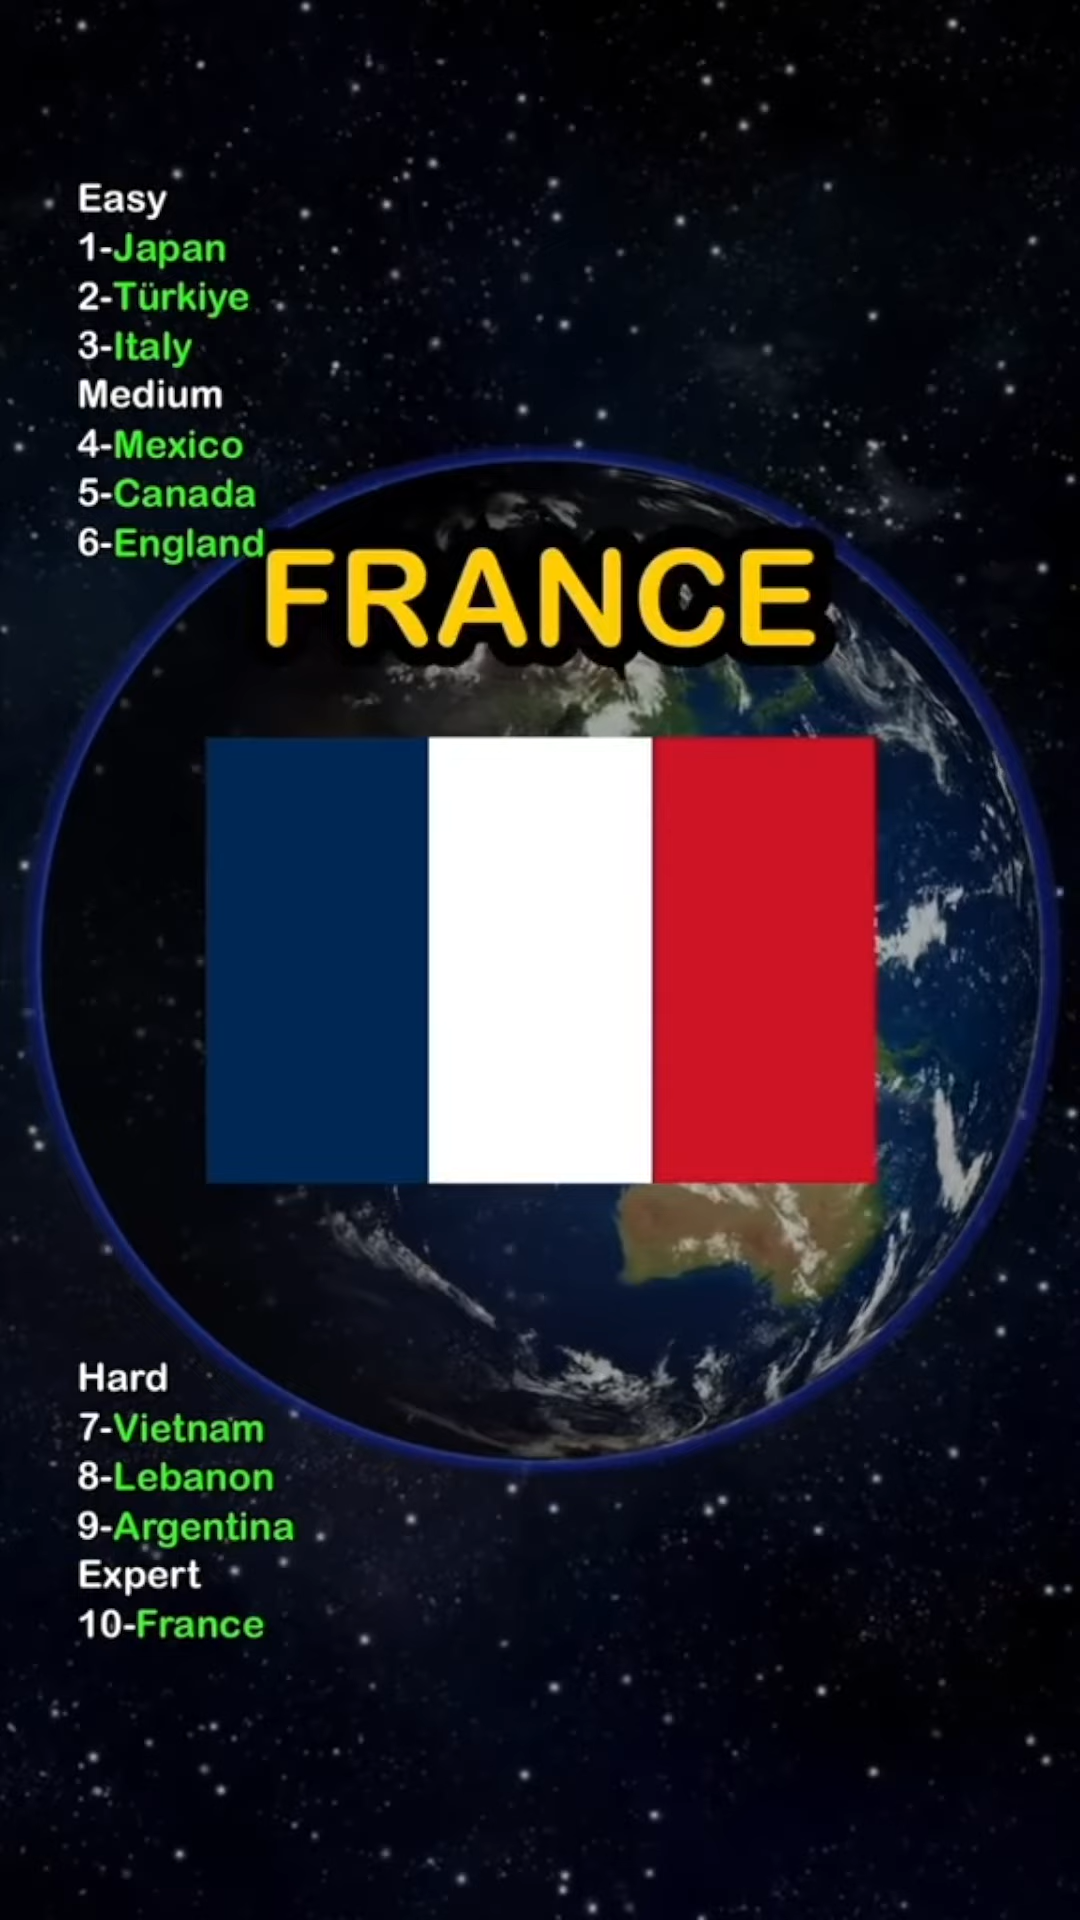 Easy
1-Japan
2-Türkiye
3-Italy
Medium
4-Mexico
5-Canada
6-England
FRANCE
Hard
7-Vietnam
8-Lebanon
9-Argentina
Expert
10-France